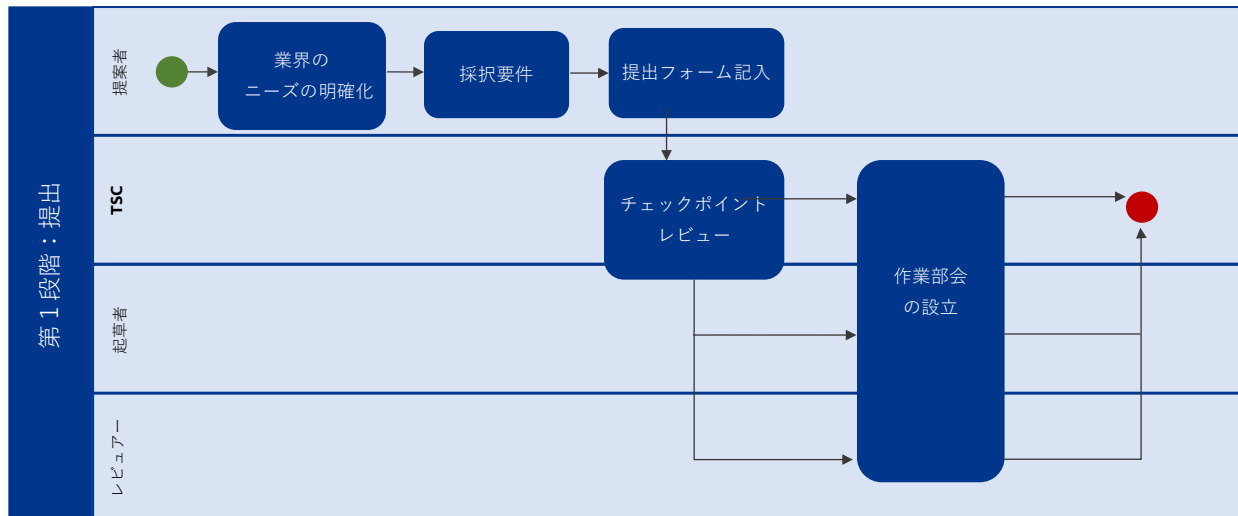 第１段階：提出
提案者
業界の
ニーズの明確化
採択要件
提出フォーム記入
TSC
チェックポイント
レビュー
作業部会
の設立
起草者
レビュアー